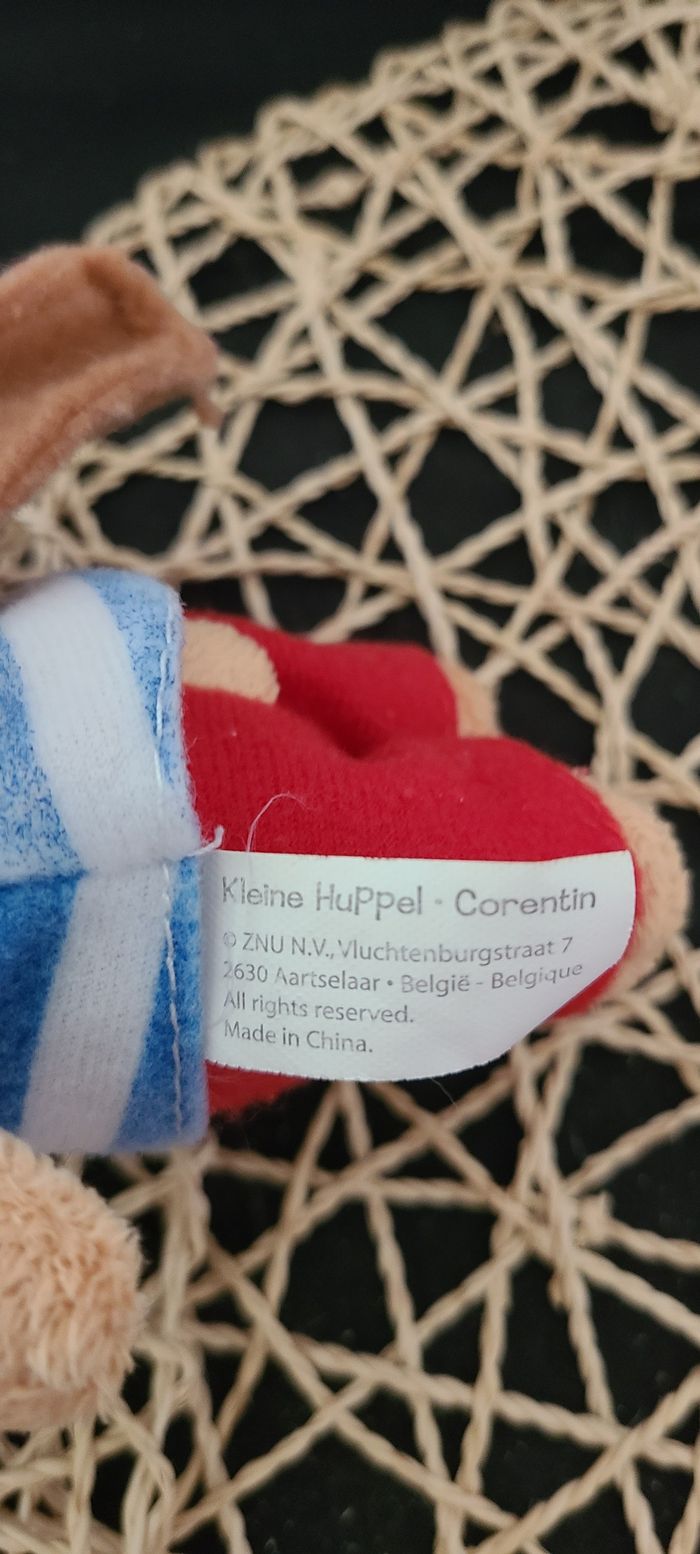 Kleine HuPpel · Corentin
© ZNU N.V., Vluchtenburgstraat 7
2630 Aartselaar • België - Belgique
All rights reserved.
Made in China.